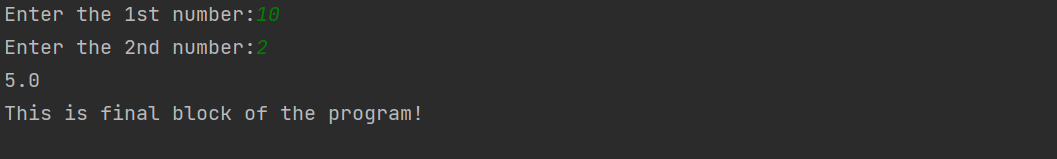 Enter the 1st number:10
Enter the 2nd number:2
5.0
This is final block of the program!